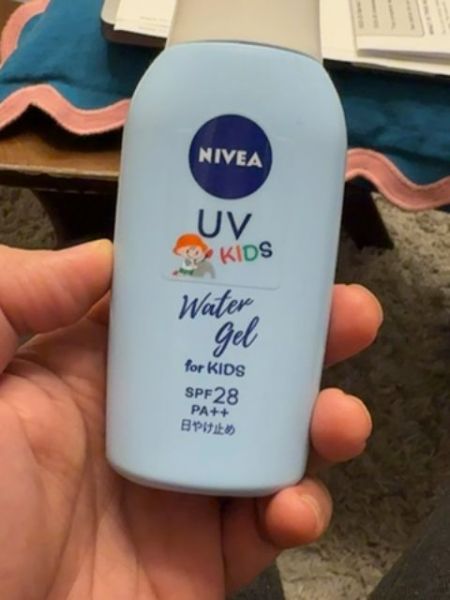 NIVEA
UV
KIDS
Water
Gel
for KIDS
SPF28
PA++
日やけ止め